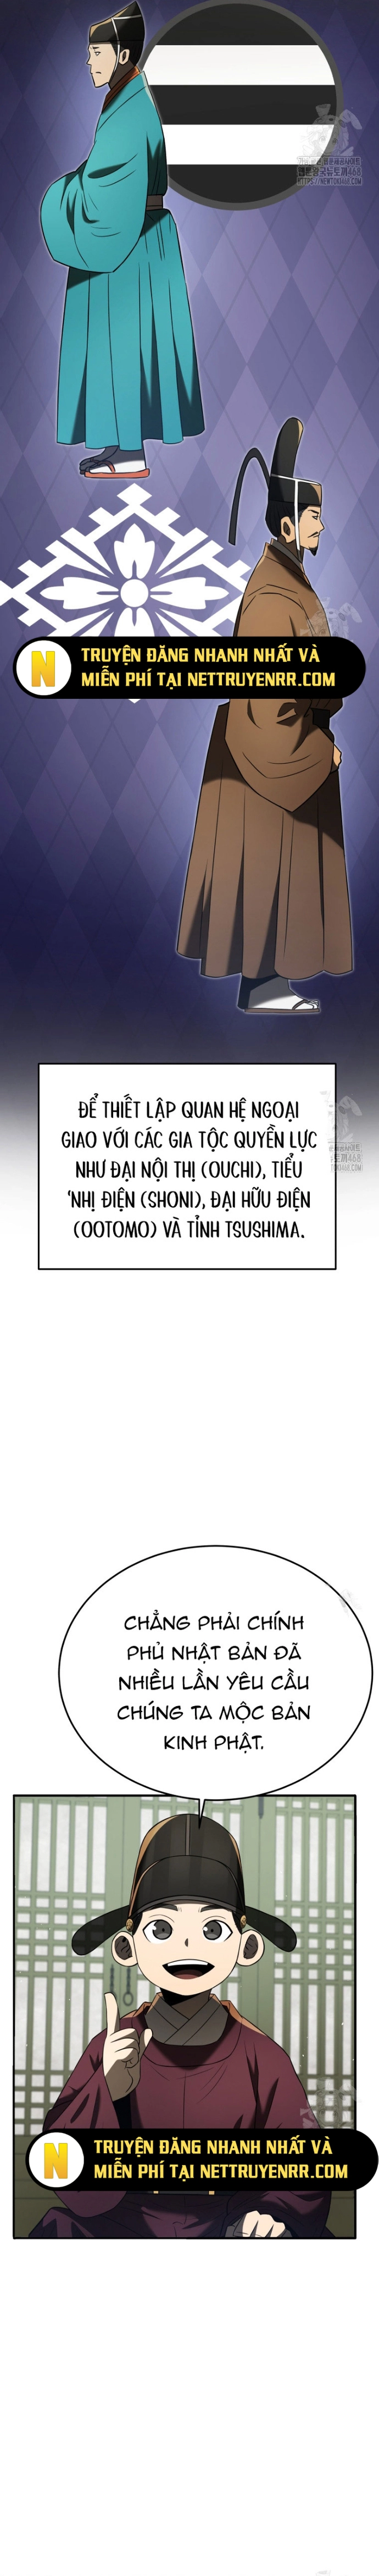 TRUYỆN ĐĂNG NHANH NHẤT VÀ
MIỄN PHÍ TẠI NETTRUYENRR.COM
ĐỂ THIẾT LẬP QUAN HỆ NGOẠI
GIAO VỚI CÁC GIA TỘC QUYỀN LỰC
NHƯ ĐẠI NỘI THỊ (OUCHI), TIỂU
'NHỊ ĐIỆN (SHONI), ĐẠI HỮU ĐIỆN
(OOTOMO) VÀ TỈNH TSUSHIMA.
CHẲNG PHẢI CHÍNH
PHỦ NHẬT BẢN ĐÃ
NHIỀU LẦN YÊU CẦU
CHÚNG TA MỘC BẢN
KINH PHẬT.
TRUYỆN ĐĂNG NHANH NHẤT VÀ
MIỄN PHÍ TẠI NETTRUYENRR.COM